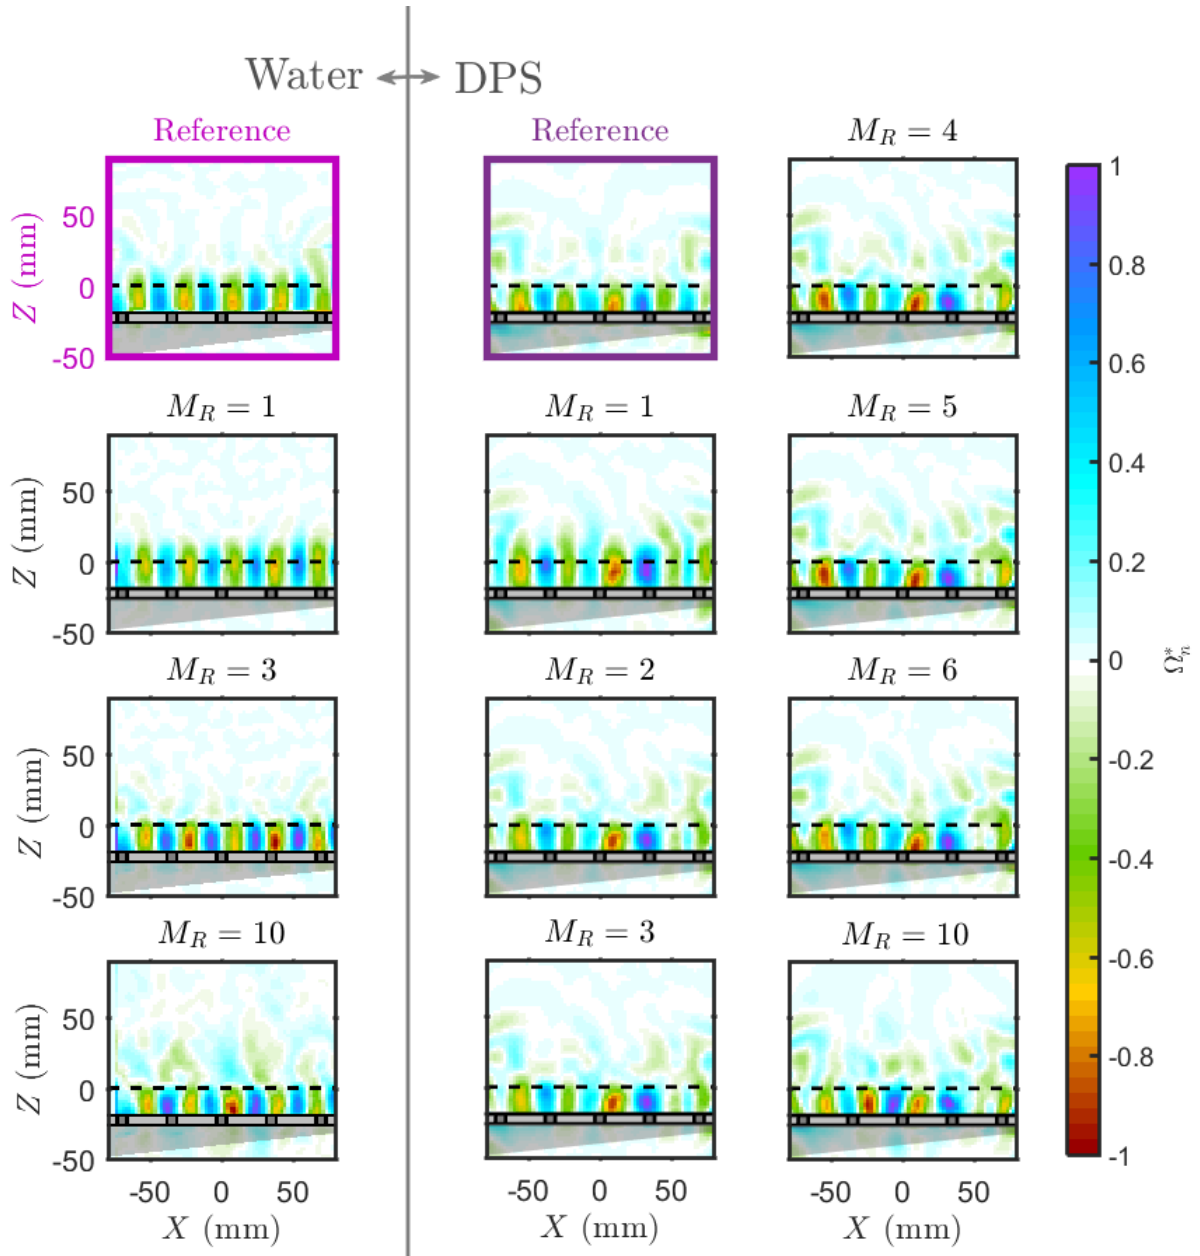 Water ↔ DPS
Reference
Reference
M_R = 4
Z (mm)
50
0
-50
M_R = 1
M_R = 1
M_R = 5
Z (mm)
50
0
-50
M_R = 3
M_R = 2
M_R = 6
Z (mm)
50
0
-50
M_R = 10
M_R = 3
M_R = 10
Z (mm)
50
0
-50
-50 0 50
-50 0 50
-50 0 50
X (mm)
X (mm)
X (mm)
1
0.8
0.6
0.4
0.2
0
-0.2
-0.4
-0.6
-0.8
-1
Ω*_n